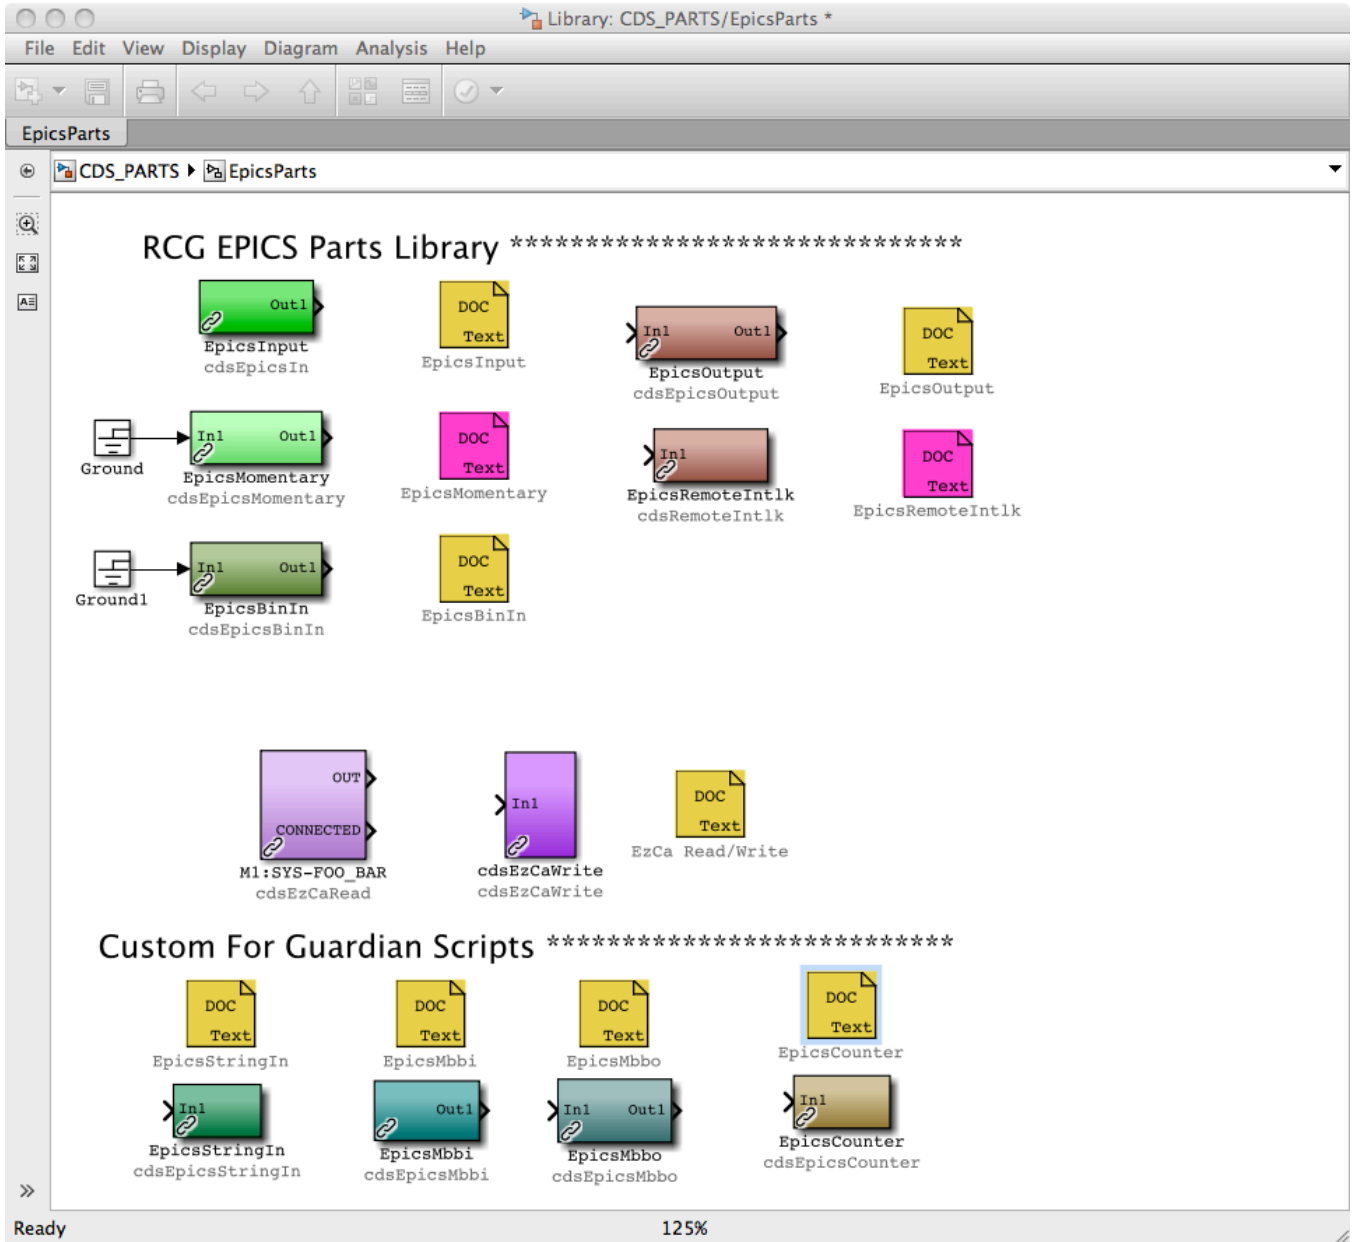 Library: CDS_PARTS/EpicsParts *
File Edit View Display Diagram Analysis Help
EpicsParts
CDS_PARTS EpicsParts
RCG EPICS Parts Library ******************************
Out1
EpicsInput
cdsEpicsIn
DOC
Text
EpicsInput
In1 Out1
EpicsOutput
cdsEpicsOutput
DOC
Text
EpicsOutput
Ground
In1 Out1
EpicsMomentary
cdsEpicsMomentary
DOC
Text
EpicsMomentary
In1
EpicsRemoteIntlk
cdsRemoteIntlk
DOC
Text
EpicsRemoteIntlk
Ground1
In1 Out1
EpicsBinIn
cdsEpicsBinIn
DOC
Text
EpicsBinIn
OUT
CONNECTED
M1:SYS-FOO_BAR
cdsEzCaRead
In1
cdsEzCaWrite
cdsEzCaWrite
DOC
Text
EzCa Read/Write
Custom For Guardian Scripts ***************************
DOC
Text
EpicsStringIn
DOC
Text
EpicsMbbi
DOC
Text
EpicsMbbo
DOC
Text
EpicsCounter
In1
EpicsStringIn
cdsEpicsStringIn
Out1
EpicsMbbi
cdsEpicsMbbi
In1 Out1
EpicsMbbo
cdsEpicsMbbo
In1
EpicsCounter
cdsEpicsCounter
Ready 125%